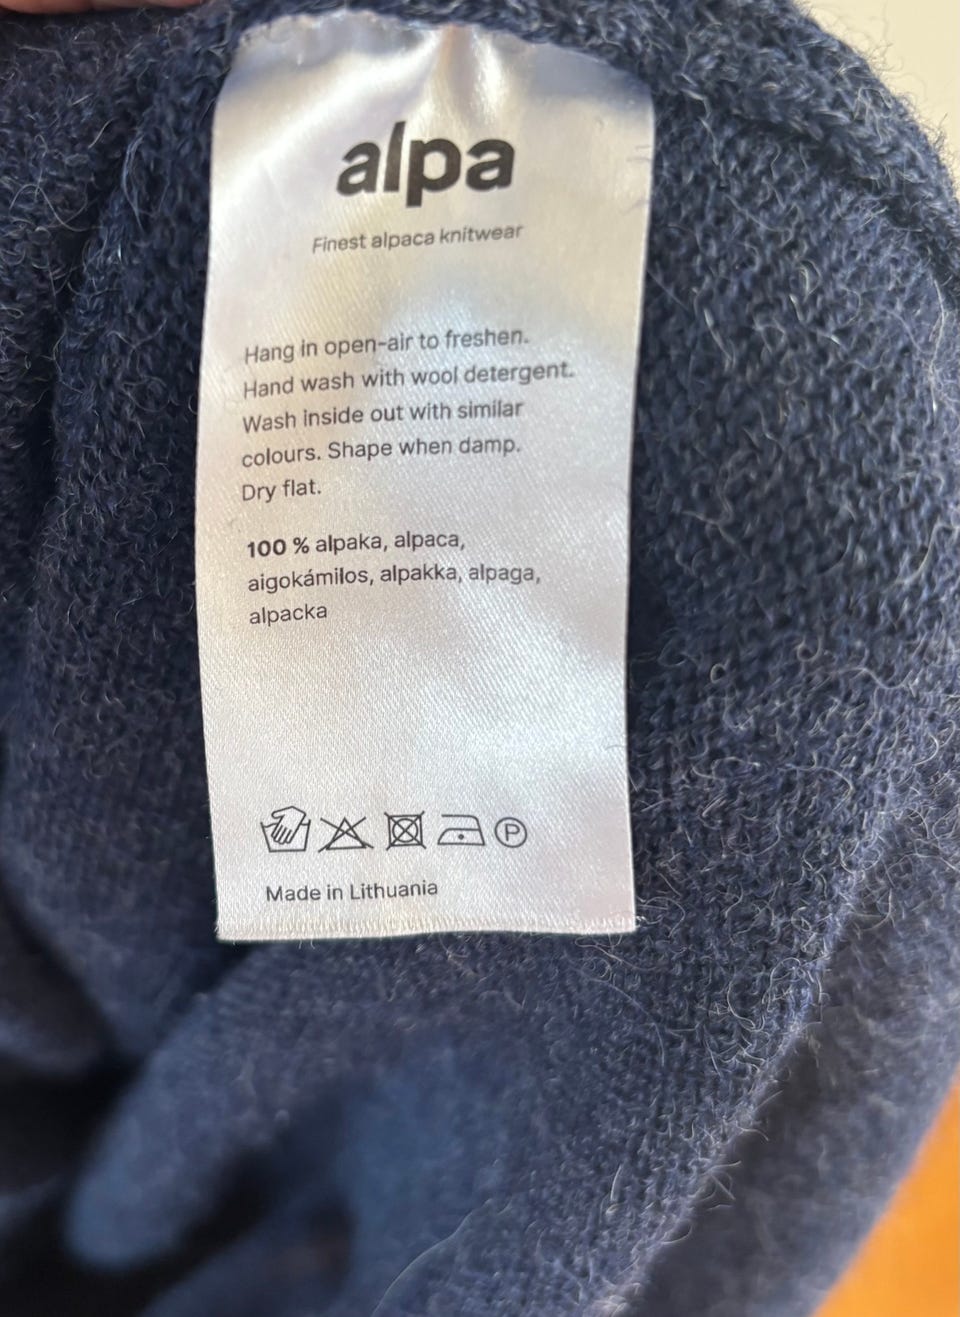 alpa
Finest alpaca knitwear
Hang in open-air to freshen.
Hand wash with wool detergent.
Wash inside out with similar
colours. Shape when damp.
Dry flat.
100 % alpaka, alpaca,
aigokámilos, alpakka, alpaga,
alpacka
P
Made in Lithuania